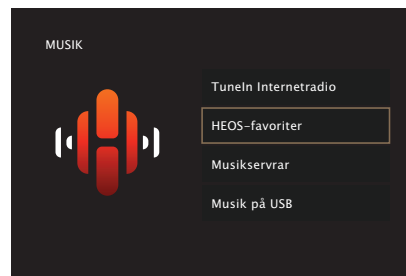 MUSIK
TuneIn Internetradio
HEOS-favoriter
Musikservrar
Musik på USB